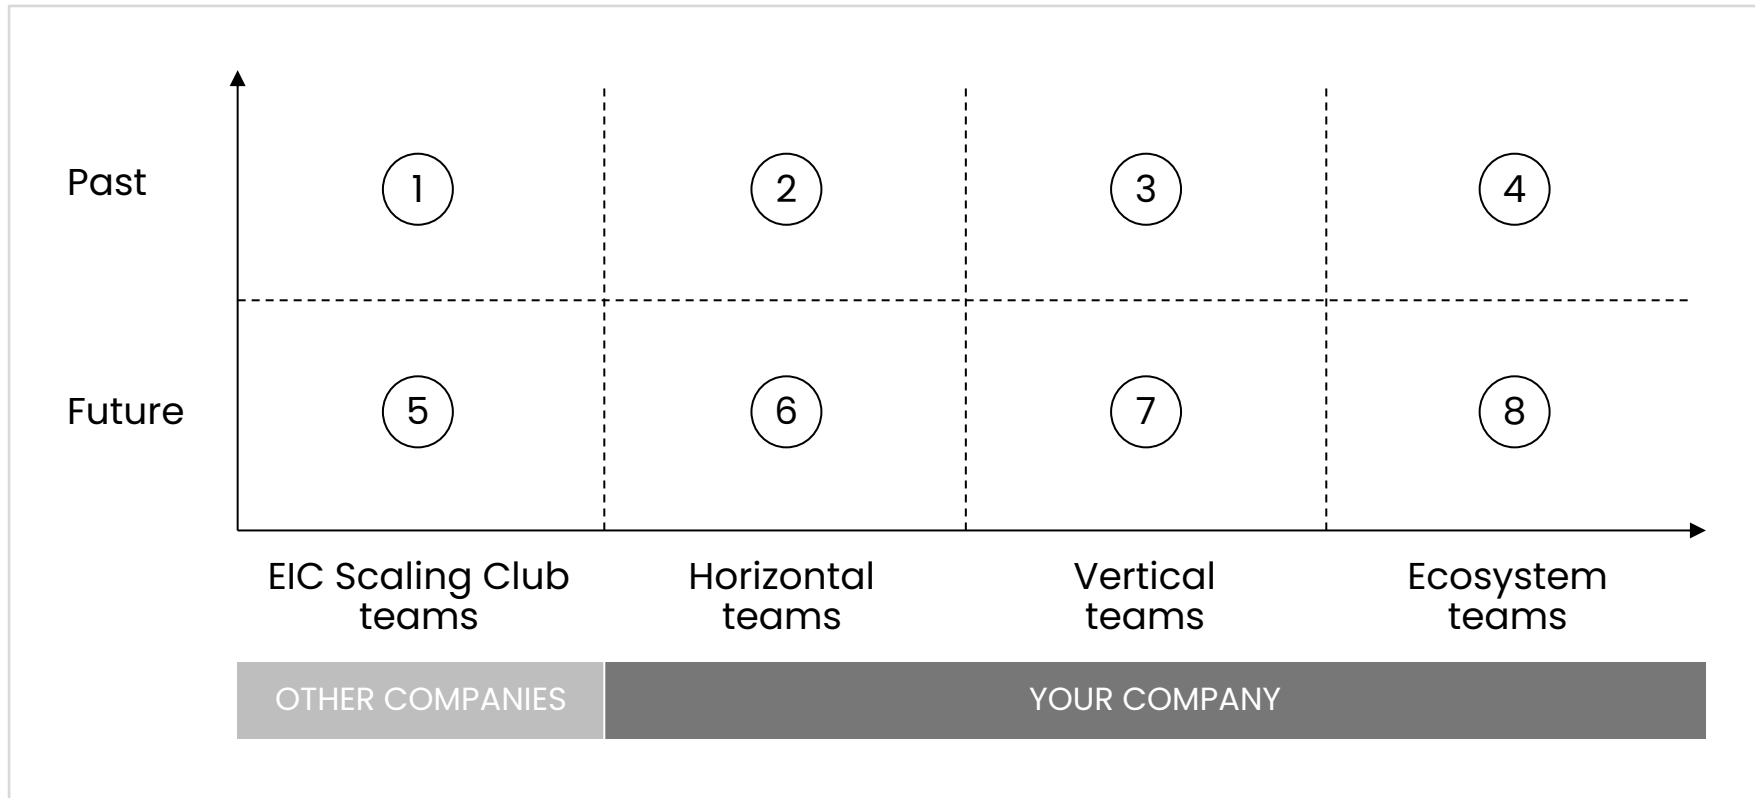 Past
1
2
3
4
Future
5
6
7
8
EIC Scaling Club
teams
Horizontal
teams
Vertical
teams
Ecosystem
teams
OTHER COMPANIES
YOUR COMPANY